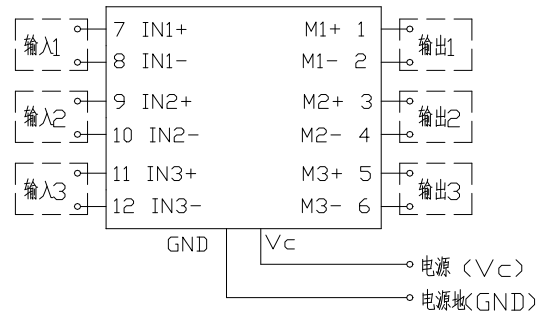 7 IN1+ M1+ 1
输入1 输出1
8 IN1- M1- 2
9 IN2+ M2+ 3
输入2 输出2
10 IN2- M2- 4
11 IN3+ M3+ 5
输入3 输出3
12 IN3- M3- 6
GND Vc
电源 (Vc)
电源地(GND)